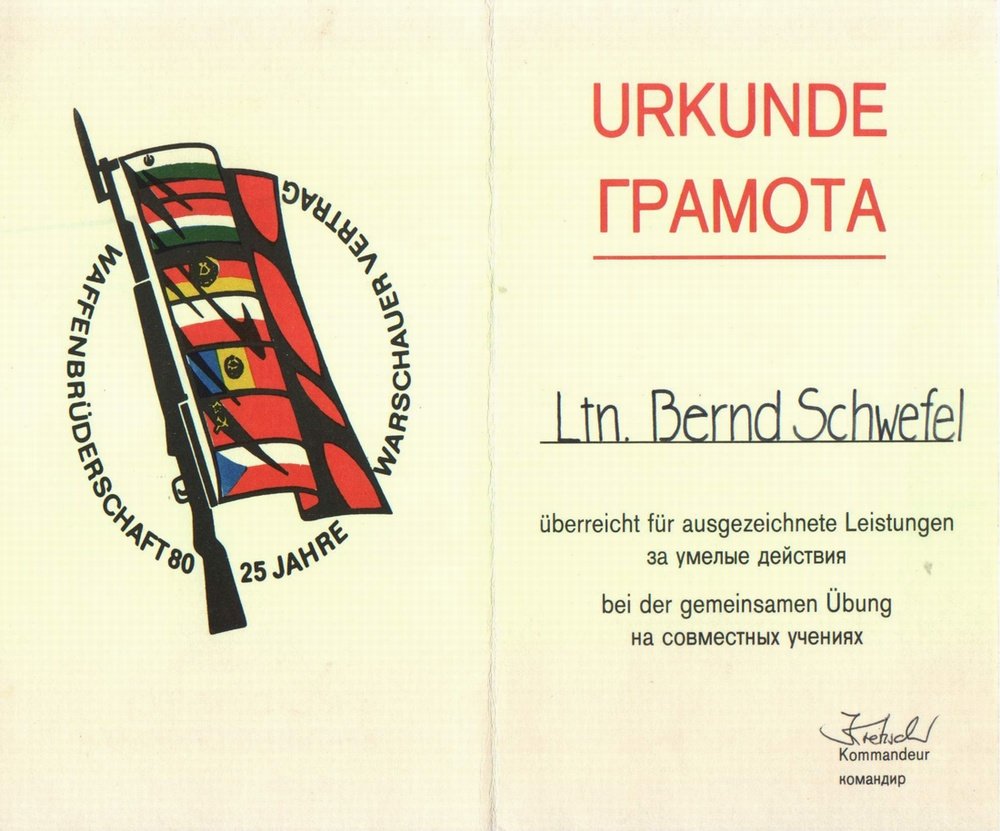 WAFFENBRÜDERSCHAFT 80
25 JAHRE WARSCHAUER VERTRAG
URKUNDE
ГРАМОТА
Ltn. Bernd Schwefel
überreicht für ausgezeichnete Leistungen
за умелые действия
bei der gemeinsamen Übung
на совместных учениях
Kommandeur
командир